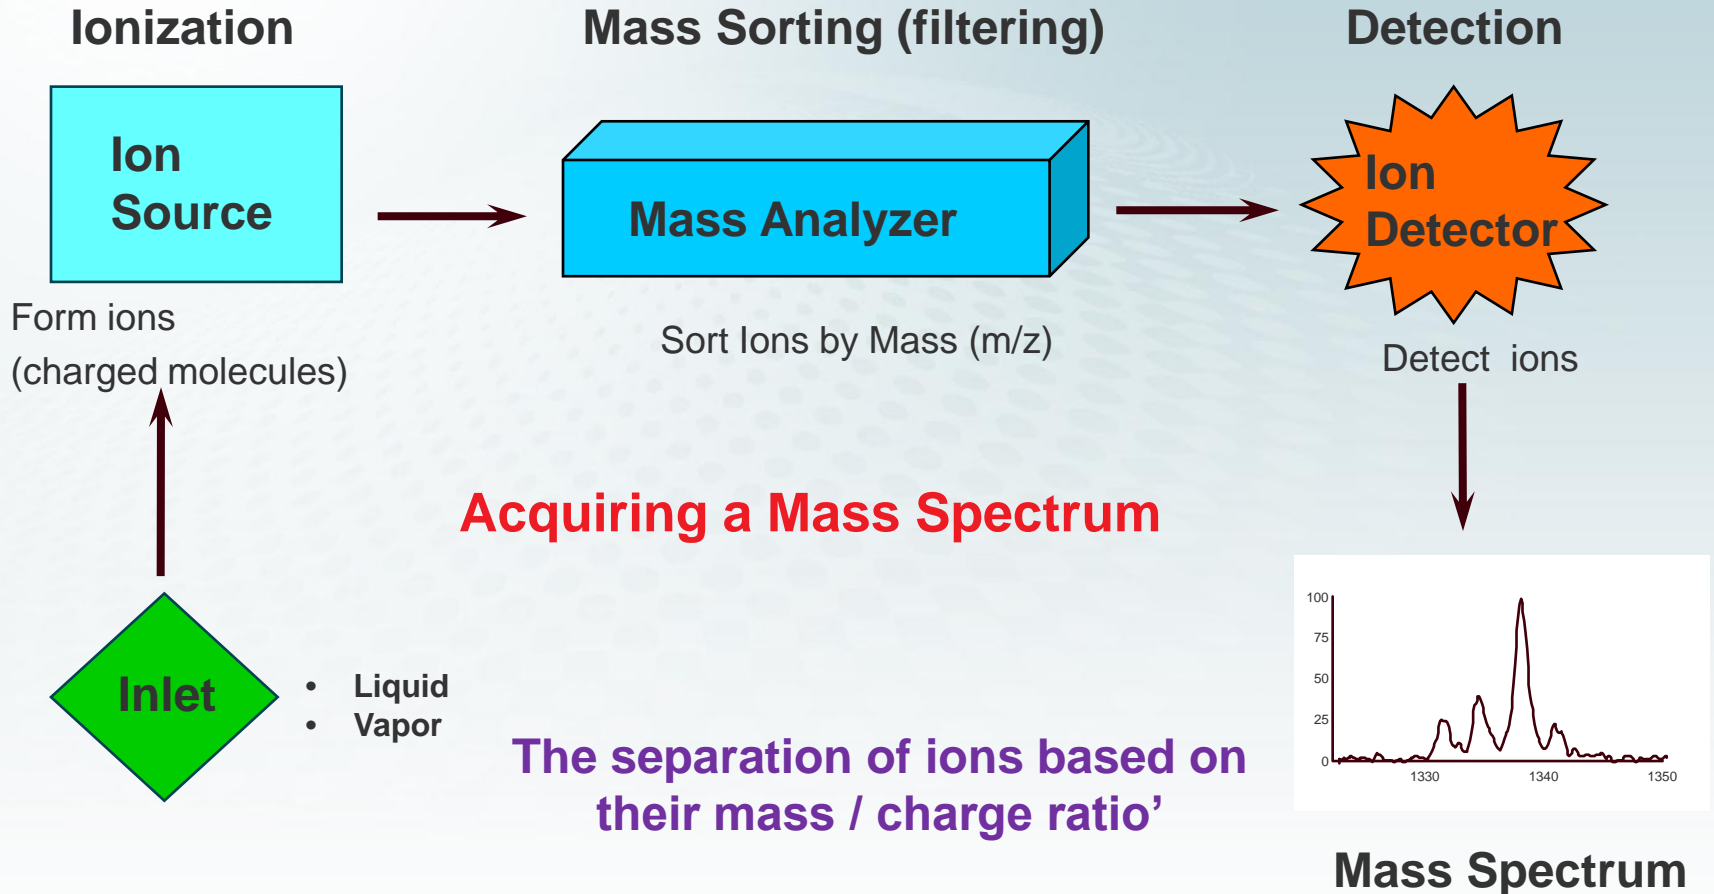 Ionization
Mass Sorting (filtering)
Detection
Ion
Source
Mass Analyzer
Ion
Detector
Form ions
(charged molecules)
Sort Ions by Mass (m/z)
Detect ions
Acquiring a Mass Spectrum
Inlet
• Liquid
• Vapor
The separation of ions based on
their mass / charge ratio’
100
75
50
25
0
1330
1340
1350
Mass Spectrum